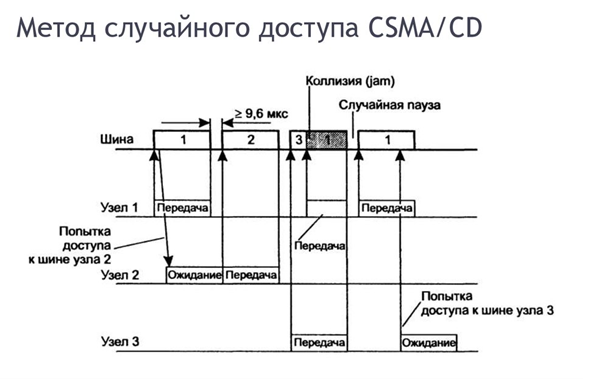 Метод случайного доступа CSMA/CD
Коллизия (jam)
≥ 9,6 мкс
Случайная пауза
Шина
1
2
3
1
1
Узел 1
Передача
Передача
Попытка
доступа
к шине узла 2
Передача
Узел 2
Ожидание
Передача
Попытка
доступа к шине узла 3
Узел 3
Передача
Ожидание